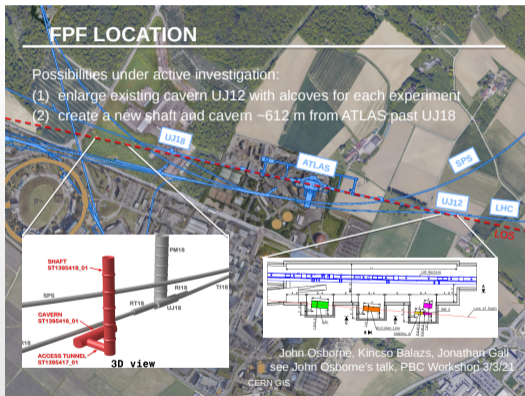 FPF LOCATION
Possibilities under active investigation:
(1) enlarge existing cavern UJ12 with alcoves for each experiment
(2) create a new shaft and cavern ~612 m from ATLAS past UJ18
UJ18
ATLAS
SPS
UJ12
LHC
LOS
SHAFT
ST1395418_01
PM18
SPS
RI18
TI18
RT18
UJ18
CAVERN
ST1395416_01
ACCESS TUNNEL
ST1395417_01
3D view
John Osborne, Kincso Balazs, Jonathan Gall
see John Osborne's talk, PBC Workshop 3/3/21
CERN GIS